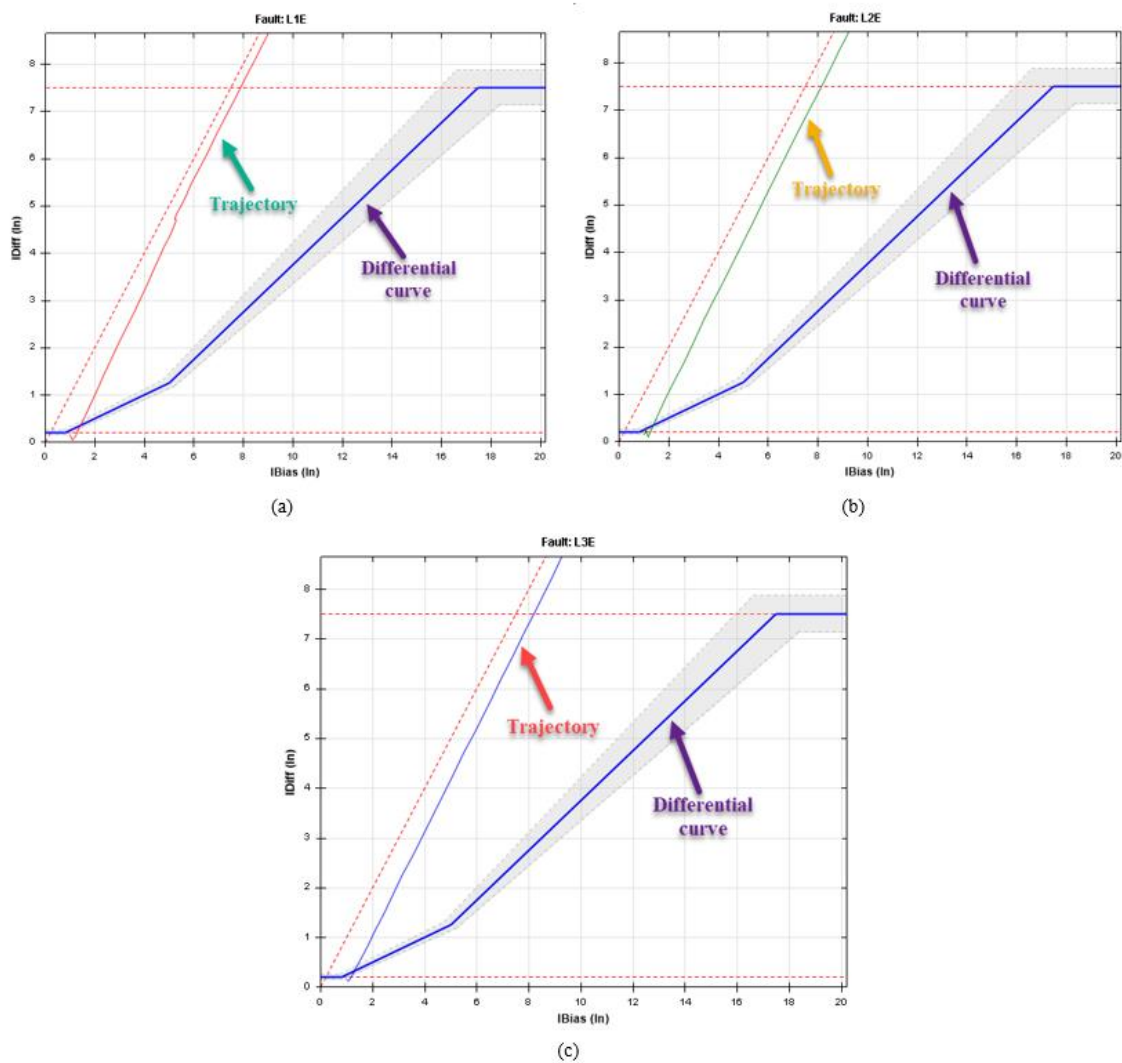 Fault: L1E
IDiff (In)
8
7
6
5
4
3
2
1
0
Trajectory
Differential
curve
0 2 4 6 8 10 12 14 16 18 20
IBias (In)
(a)
Fault: L2E
IDiff (In)
8
7
6
5
4
3
2
1
0
Trajectory
Differential
curve
0 2 4 6 8 10 12 14 16 18 20
IBias (In)
(b)
Fault: L3E
IDiff (In)
8
7
6
5
4
3
2
1
0
Trajectory
Differential
curve
0 2 4 6 8 10 12 14 16 18 20
IBias (In)
(c)